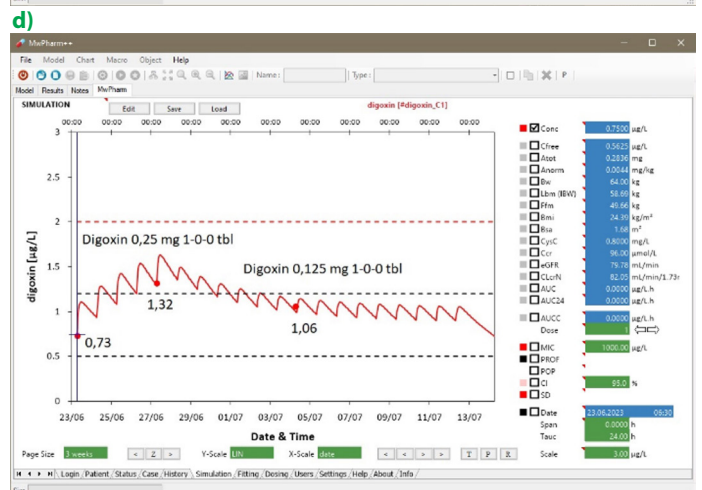 d)
MwPharm++
File Model Chart Macro Object Help
Name: Type: P
Model Results Notes MwPharm
SIMULATION Edit Save Load digoxin [#digoxin_C1]
00:00 00:00 00:00 00:00 00:00 00:00 00:00 00:00 00:00 00:00 00:00
3
2.5
2
1.5
1
0.5
0
digoxin [µg/L]
Digoxin 0,25 mg 1-0-0 tbl
Digoxin 0,125 mg 1-0-0 tbl
1,32
1,06
0,73
23/06 25/06 27/06 29/06 01/07 03/07 05/07 07/07 09/07 11/07 13/07
Date & Time
Conc 0.7500 µg/L
Cfree 0.5625 µg/L
Atot 0.2836 mg
Anorm 0.0044 mg/kg
Bw 64.00 kg
Lbm (IBW) 58.69 kg
Ffm 49.66 kg
Bmi 24.39 kg/m²
Bsa 1.68 m²
CysC 0.8000 mg/L
Ccr 96.00 µmol/L
eGFR 79.78 mL/min
CLcrN 82.05 mL/min/1.73r
AUC 0.0000 µg/L.h
AUC24 0.0000 µg/L.h
AUCC 0.0000 µg/L.h
Dose 1
MIC 1000.00 µg/L
PROF
POP
CI 95.0 %
SD
Date 23.06.2023 06:30
Span 0.0000 h
Tauc 24.00 h
Page Size 3 weeks < Z > Y-Scale LIN X-Scale date < < > > T P R Scale 3.00 µg/L
Login Patient Status Case History Simulation Fitting Dosing Users Settings Help About Info